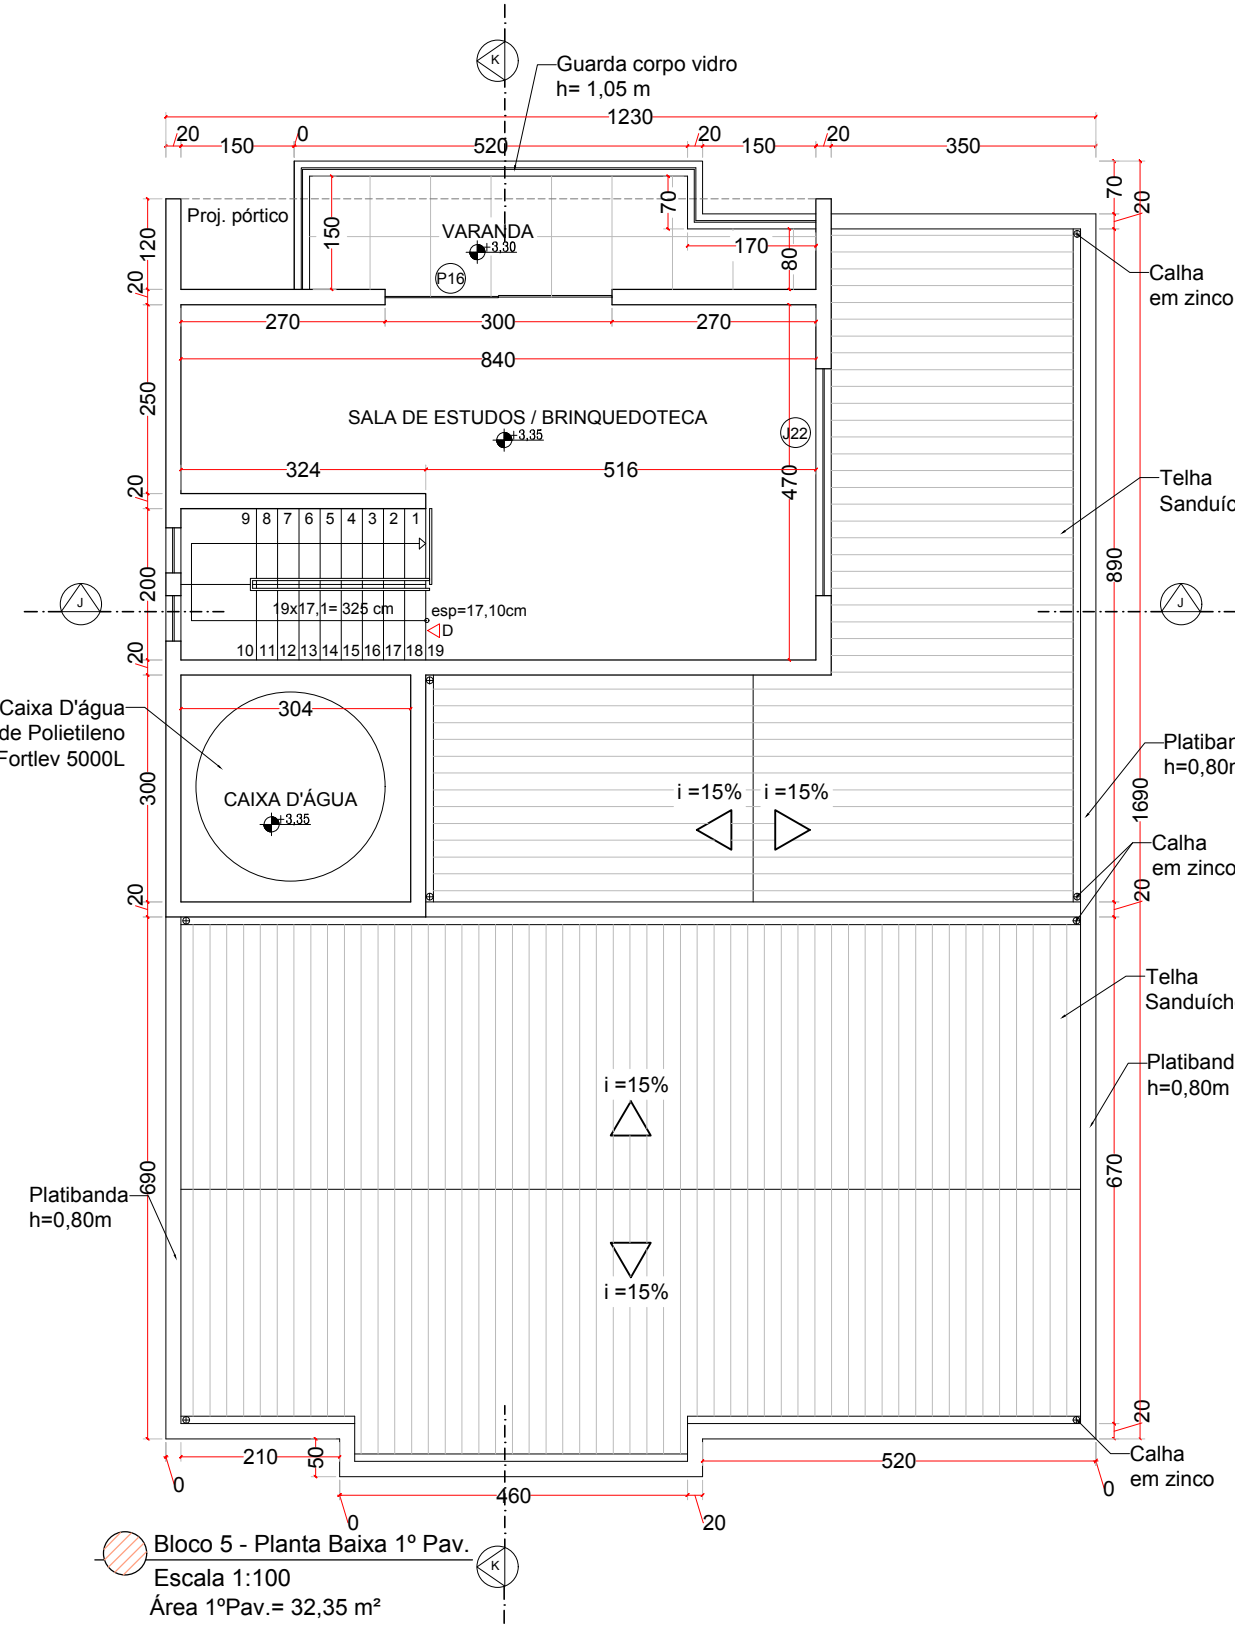 K
Guarda corpo vidro
h= 1,05 m
1230
20
150
0
520
20
150
20
350
70
20
Proj. pórtico
120
150
VARANDA
+3,30
70
170
80
P16
Calha
em zinco
20
270
300
270
840
250
SALA DE ESTUDOS / BRINQUEDOTECA
+3,35
J22
324
516
470
Telha
20
9 8 7 6 5 4 3 2 1
890
200
J
19x17,1= 325 cm
esp=17,10cm
D
J
20
10 11 12 13 14 15 16 17 18 19
Caixa D'água
de Polietileno
Fortlev 5000L
304
300
CAIXA D'ÁGUA
+3,35
i =15%
i =15%
h=0,80
1690
Calha
em zinco
20
20
Telha
Sanduích
i =15%
Platiband
h=0,80m
690
670
Platibanda
h=0,80m
i =15%
20
210
50
520
Calha
em zinco
0
0
460
0
20
Bloco 5 - Planta Baixa 1º Pav.
K
Escala 1:100
Área 1ºPav.= 32,35 m²